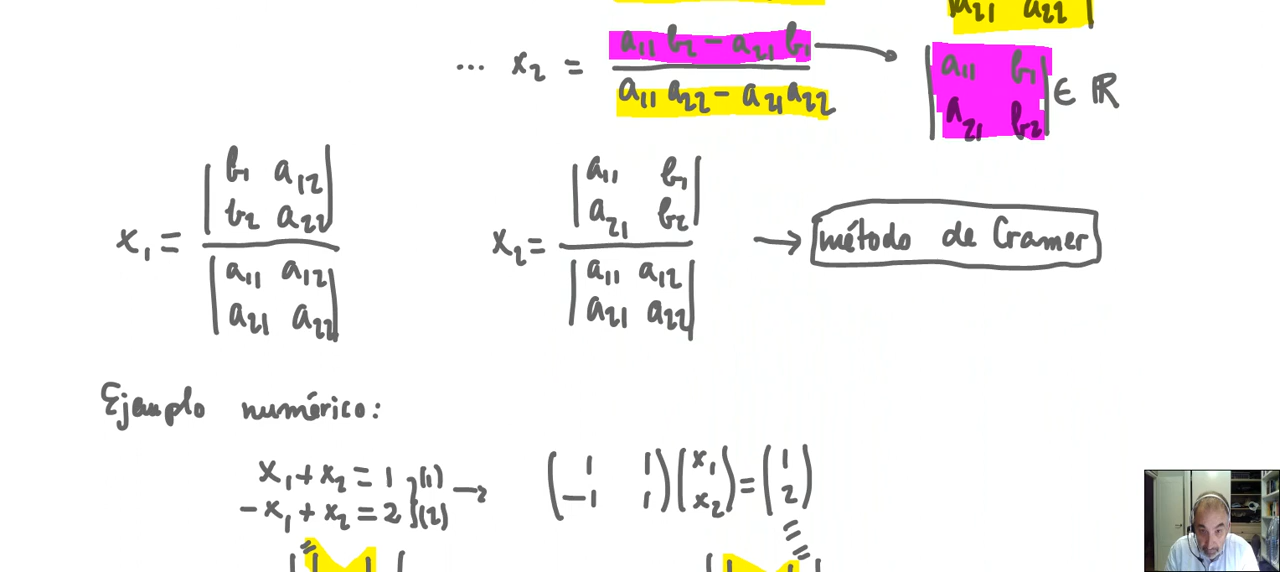 a21 a22
... x2 = (a11 b2 - a21 b1) / (a11 a22 - a21 a22) → |a11 b1; a21 b2| ∈ ℝ
x1 = |b1 a12; b2 a22| / |a11 a12; a21 a22|   x2 = |a11 b1; a21 b2| / |a11 a12; a21 a22| → método de Cramer
Ejemplo numérico:
x1 + x2 = 1 } (1) → (1 1; -1 1)(x1; x2) = (1; 2)
-x1 + x2 = 2 } (2)